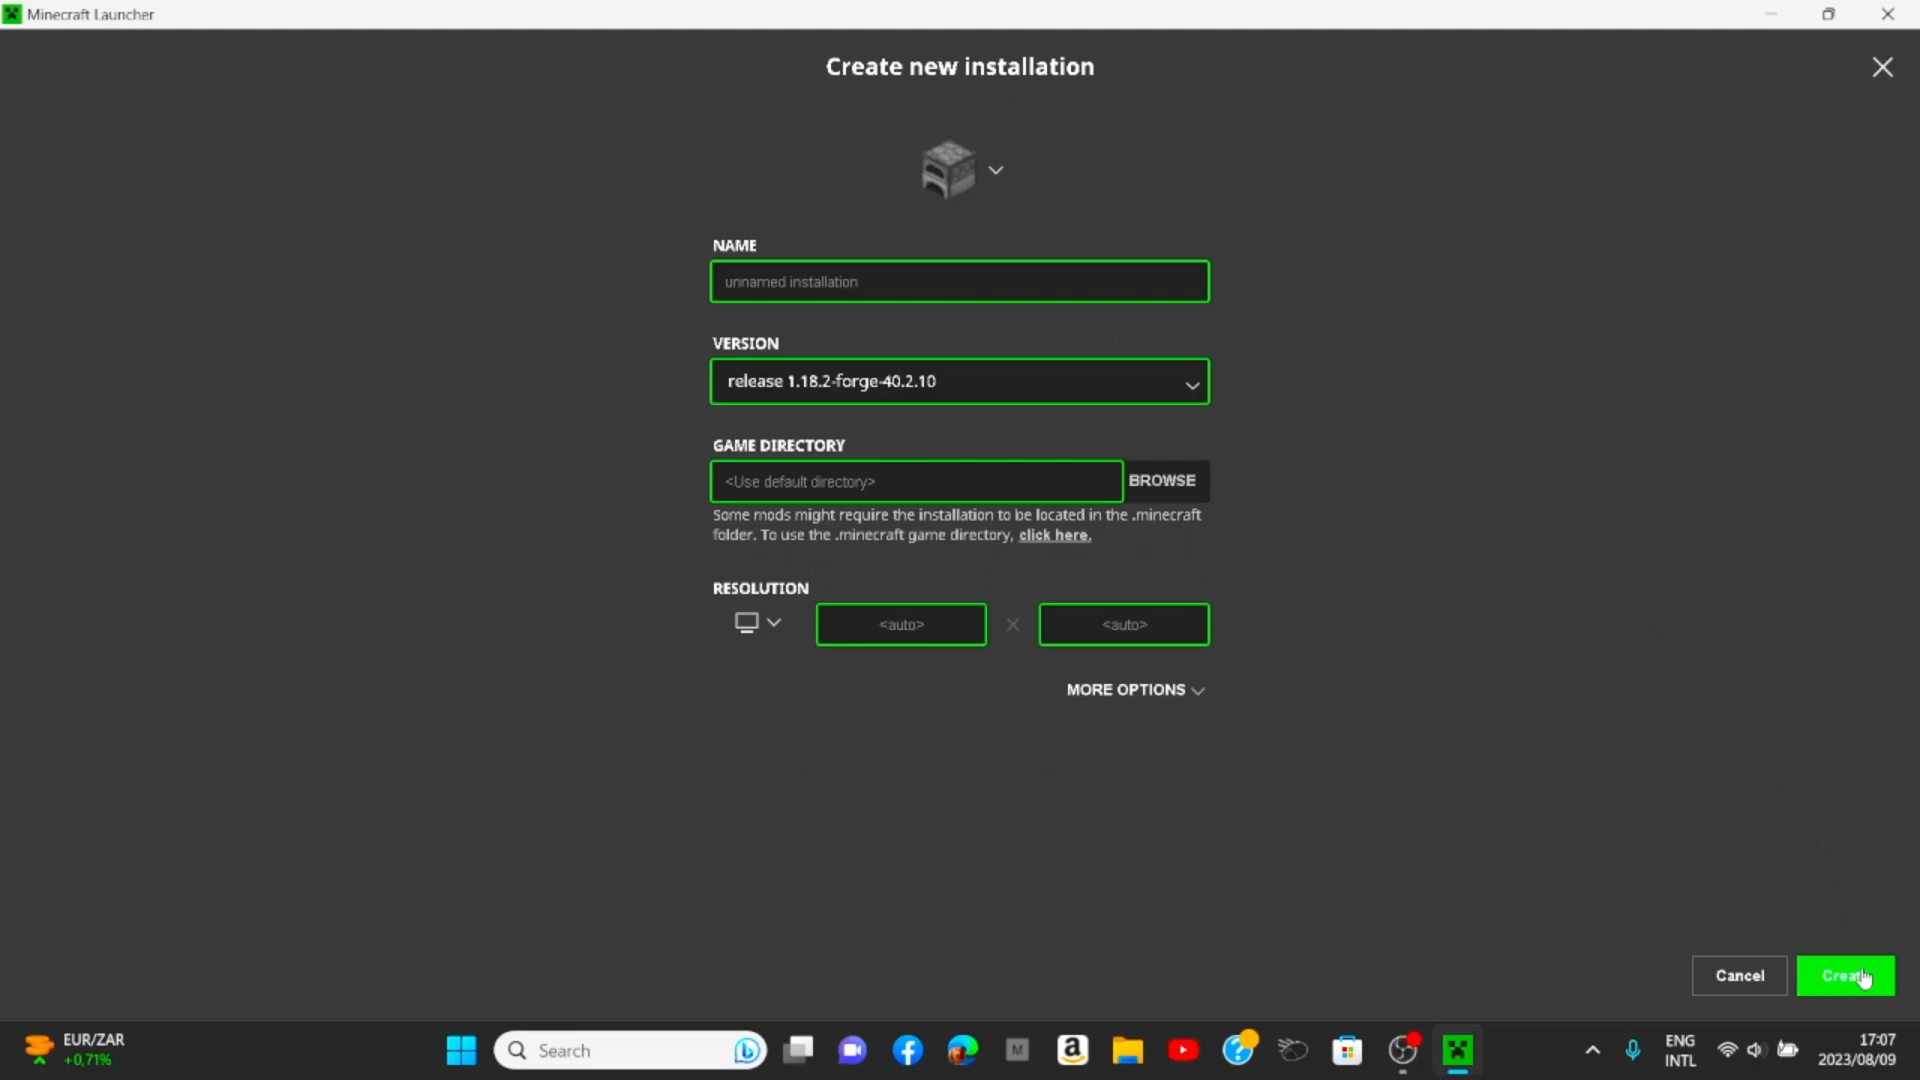 Minecraft Launcher
Create new installation
NAME
unnamed installation
VERSION
release 1.18.2-forge-40.2.10
GAME DIRECTORY
<Use default directory>
BROWSE
Some mods might require the installation to be located in the .minecraft
folder. To use the .minecraft game directory, click here.
RESOLUTION
<auto>
<auto>
MORE OPTIONS
Cancel
Creat
EUR/ZAR
+0,71%
Search
M
a
ENG
INTL
17:07
2023/08/09